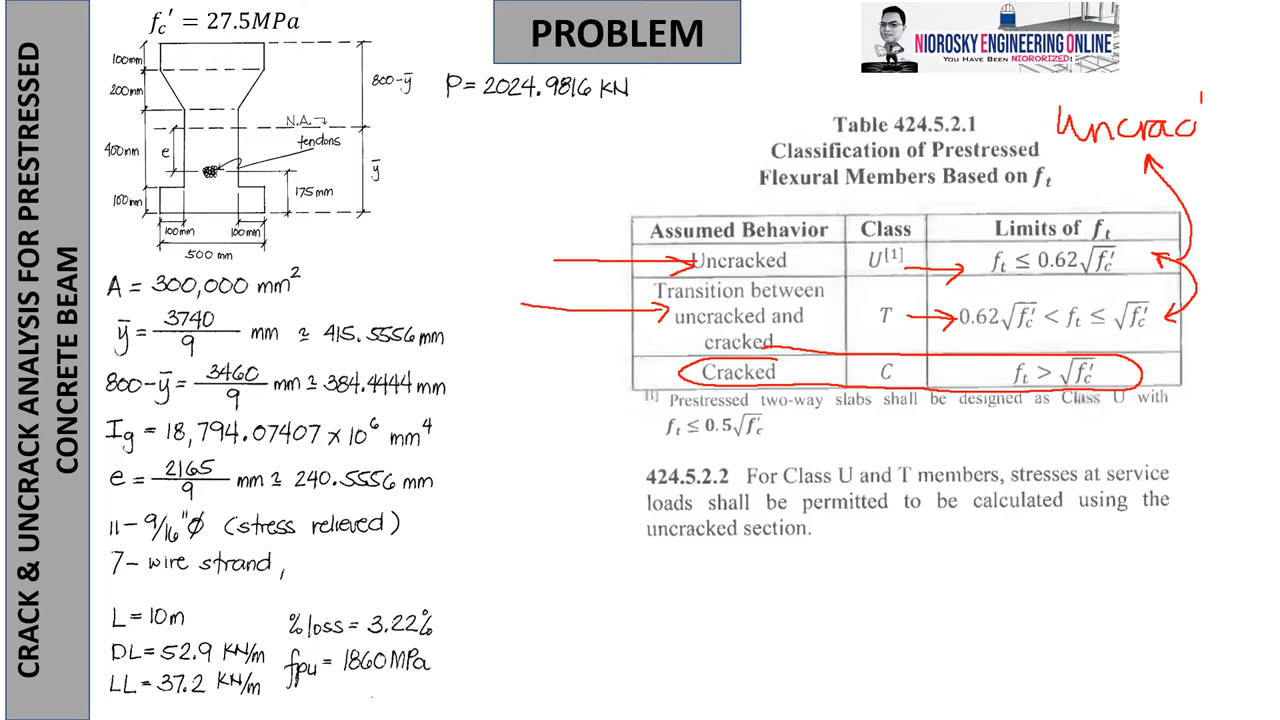 CRACK & UNCRACK ANALYSIS FOR PRESTRESSED
CONCRETE BEAM
fc' = 27.5MPa
100mm
200mm
400mm
100mm
e
N.A.
tendons
800-ȳ
ȳ
175 mm
100mm
100mm
500 mm
A = 300,000 mm²
ȳ = 3740/9 mm ≃ 415.5556 mm
800-ȳ = 3460/9 mm ≃ 384.4444 mm
Ig = 18,794.07407 x 10⁶ mm⁴
e = 2165/9 mm ≃ 240.5556 mm
11- 9/16"Ø (stress relieved)
7- wire strand,
L = 10m
DL = 52.9 KN/m
LL = 37.2 KN/m
% loss = 3.22%
fpu = 1860MPa
PROBLEM
NIOROSKY ENGINEERING ONLINE
YOU HAVE BEEN NIORORIZED!
P = 2024.9816 KN
Uncrac
Table 424.5.2.1
Classification of Prestressed
Flexural Members Based on ft
Assumed Behavior Class Limits of ft
Uncracked U[1] ft ≤ 0.62√fc'
Transition between
uncracked and
cracked T 0.62√fc' < ft ≤ √fc'
Cracked C ft > √fc'
[1] Prestressed two-way slabs shall be designed as Class U with
ft ≤ 0.5√fc'
424.5.2.2 For Class U and T members, stresses at service
loads shall be permitted to be calculated using the
uncracked section.